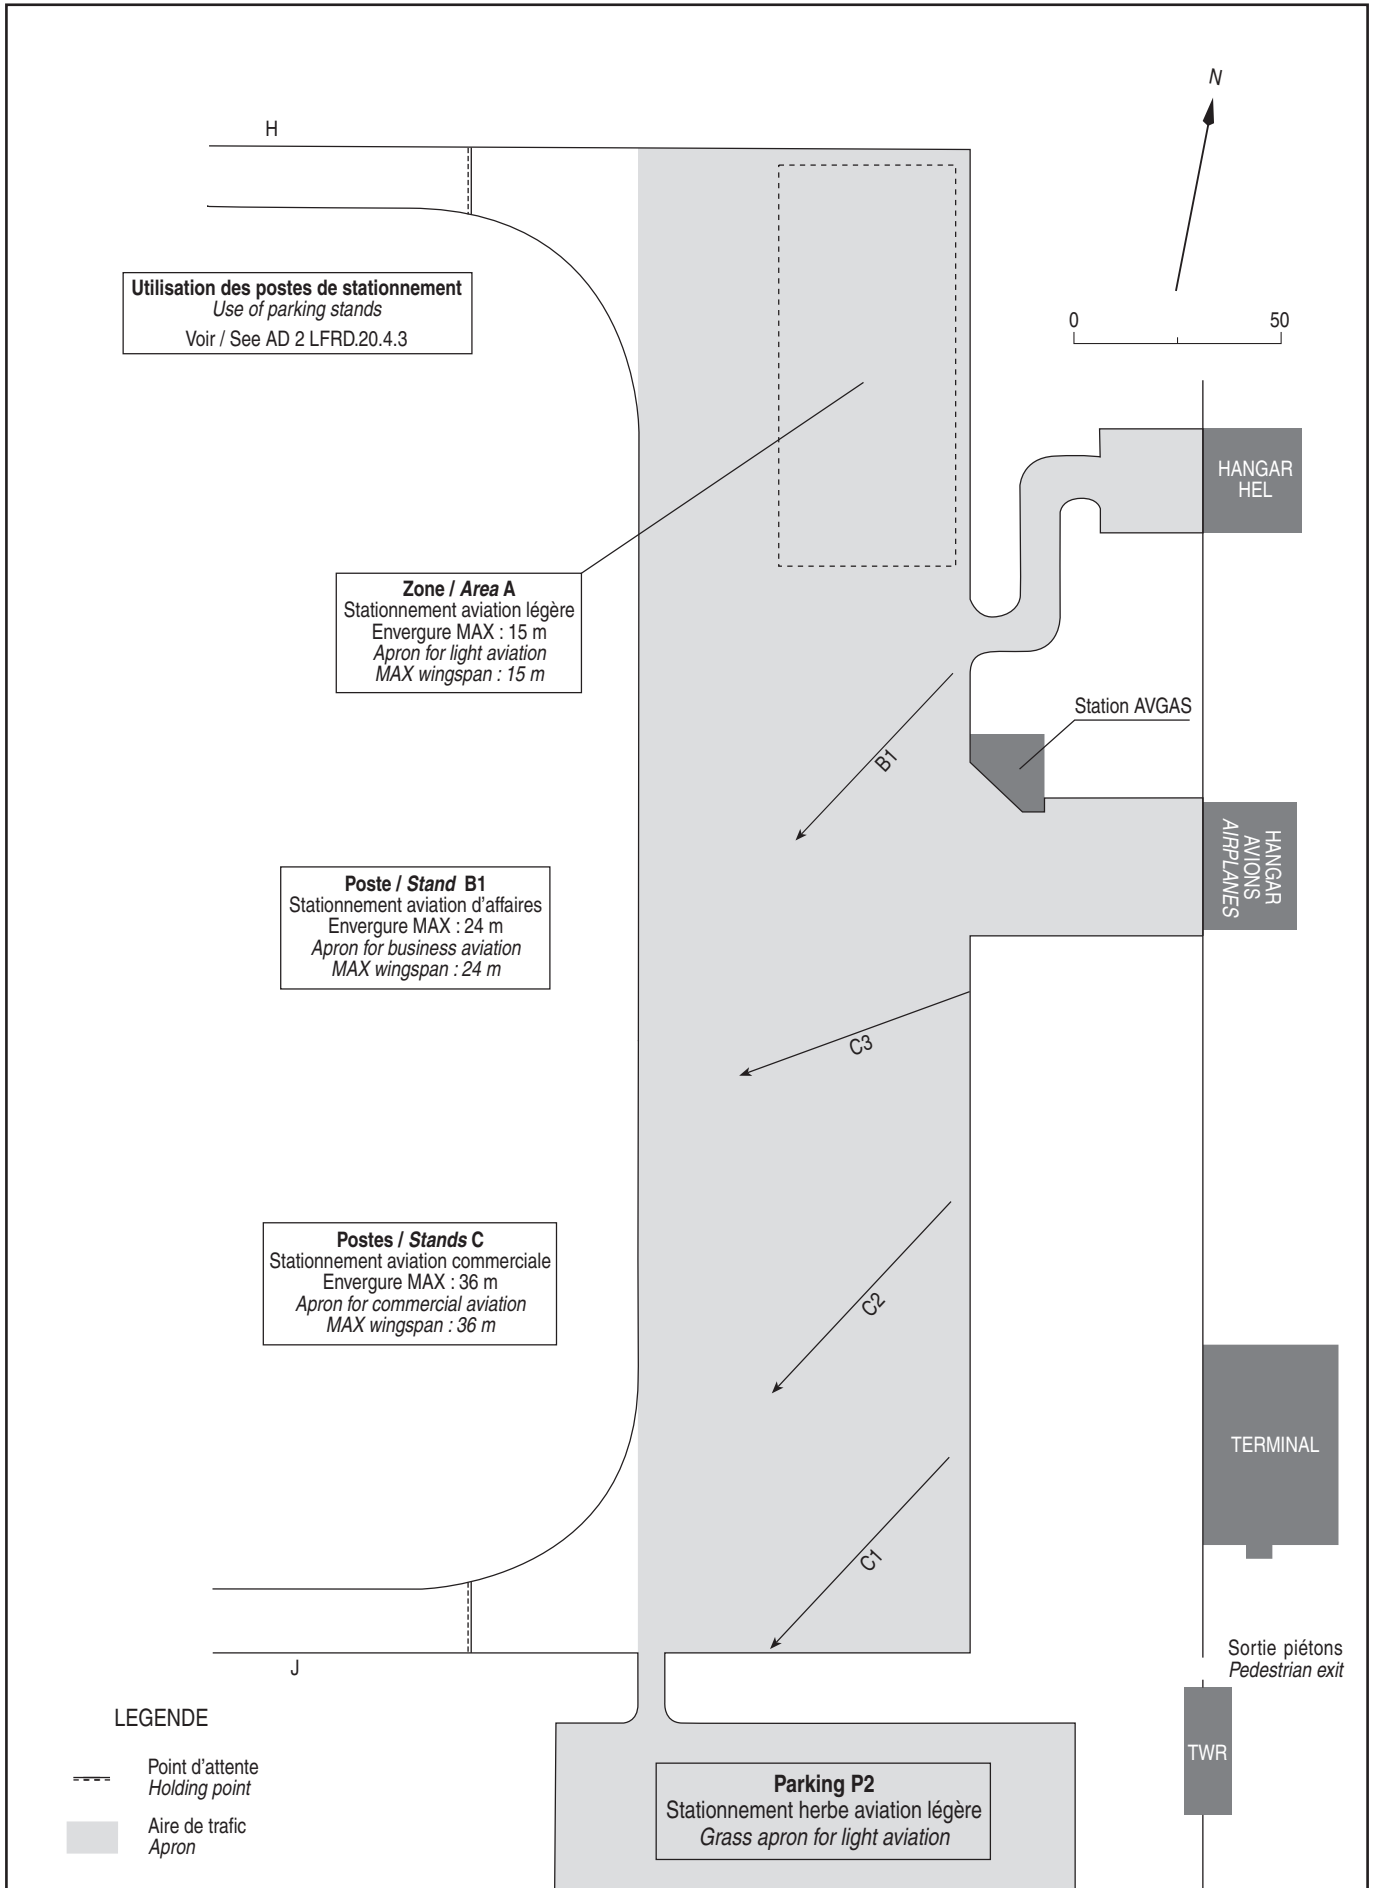 N
H
Utilisation des postes de stationnement
Use of parking stands
Voir / See AD 2 LFRD.20.4.3
0 50
HANGAR
HEL
Zone / Area A
Stationnement aviation légère
Envergure MAX : 15 m
Apron for light aviation
MAX wingspan : 15 m
Station AVGAS
B1
HANGAR
AVIONS
AIRPLANES
Poste / Stand B1
Stationnement aviation d'affaires
Envergure MAX : 24 m
Apron for business aviation
MAX wingspan : 24 m
C3
Postes / Stands C
Stationnement aviation commerciale
Envergure MAX : 36 m
Apron for commercial aviation
MAX wingspan : 36 m
C2
TERMINAL
C1
Sortie piétons
Pedestrian exit
J
LEGENDE
Point d'attente
Holding point
Aire de trafic
Apron
TWR
Parking P2
Stationnement herbe aviation légère
Grass apron for light aviation